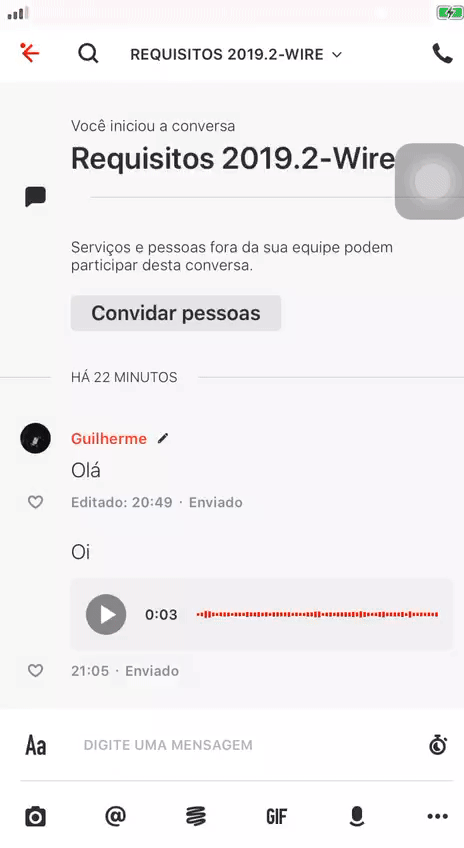 REQUISITOS 2019.2-WIRE
Você iniciou a conversa
Requisitos 2019.2-Wire
Serviços e pessoas fora da sua equipe podem
participar desta conversa.
Convidar pessoas
HÁ 22 MINUTOS
Guilherme
Olá
Editado: 20:49 · Enviado
Oi
0:03
21:05 · Enviado
Aa
DIGITE UMA MENSAGEM
@
GIF